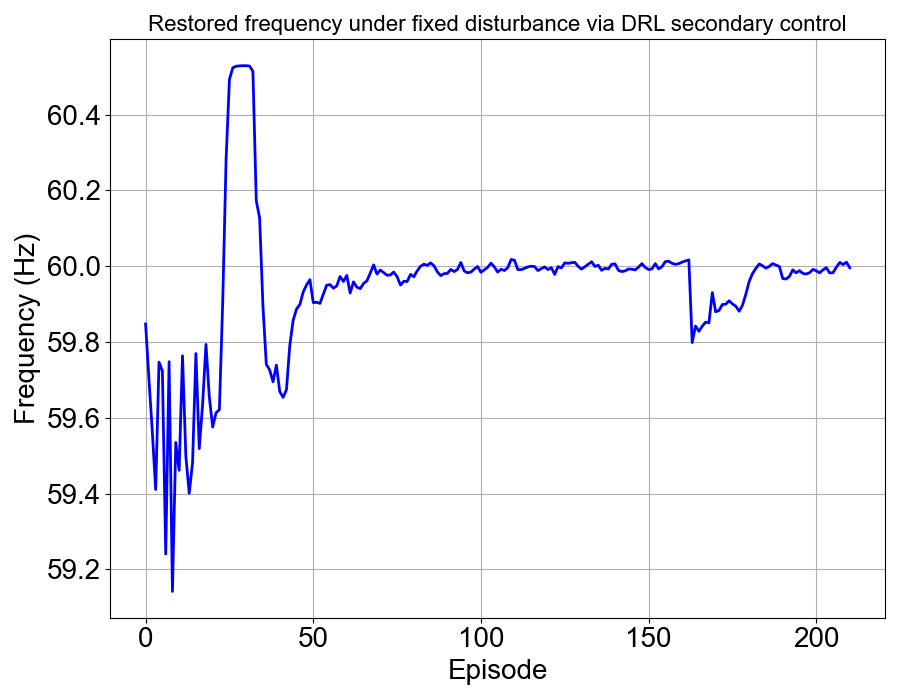 Restored frequency under fixed disturbance via DRL secondary control
60.4
60.2
60.0
59.8
59.6
59.4
59.2
Frequency (Hz)
0 50 100 150 200
Episode